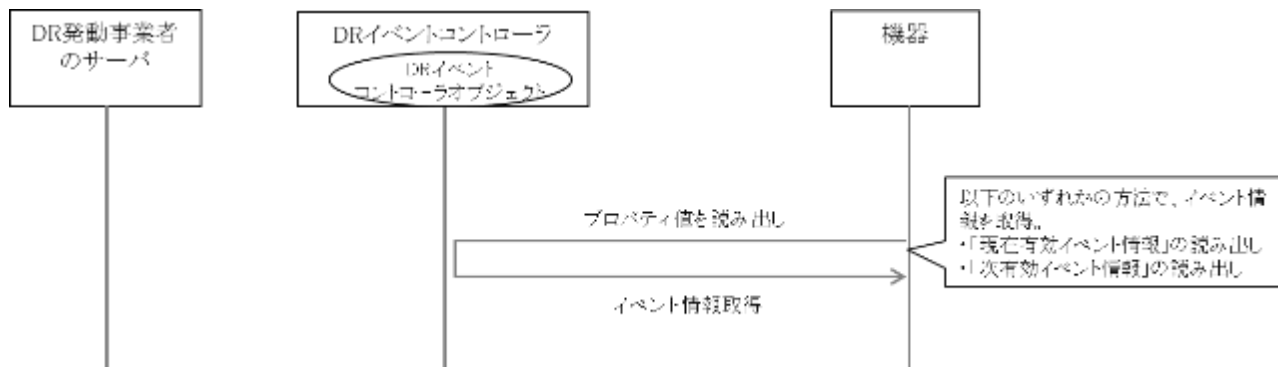 DR発動事業者
のサーバ
DRイベントコントローラ
DRイベント
コントローラオブジェクト
機器
プロパティ値を読み出し
イベント情報取得
以下のいずれかの方法で、イベント情
報を取得。
・「現在有効イベント情報」の読み出し
・「次有効イベント情報」の読み出し